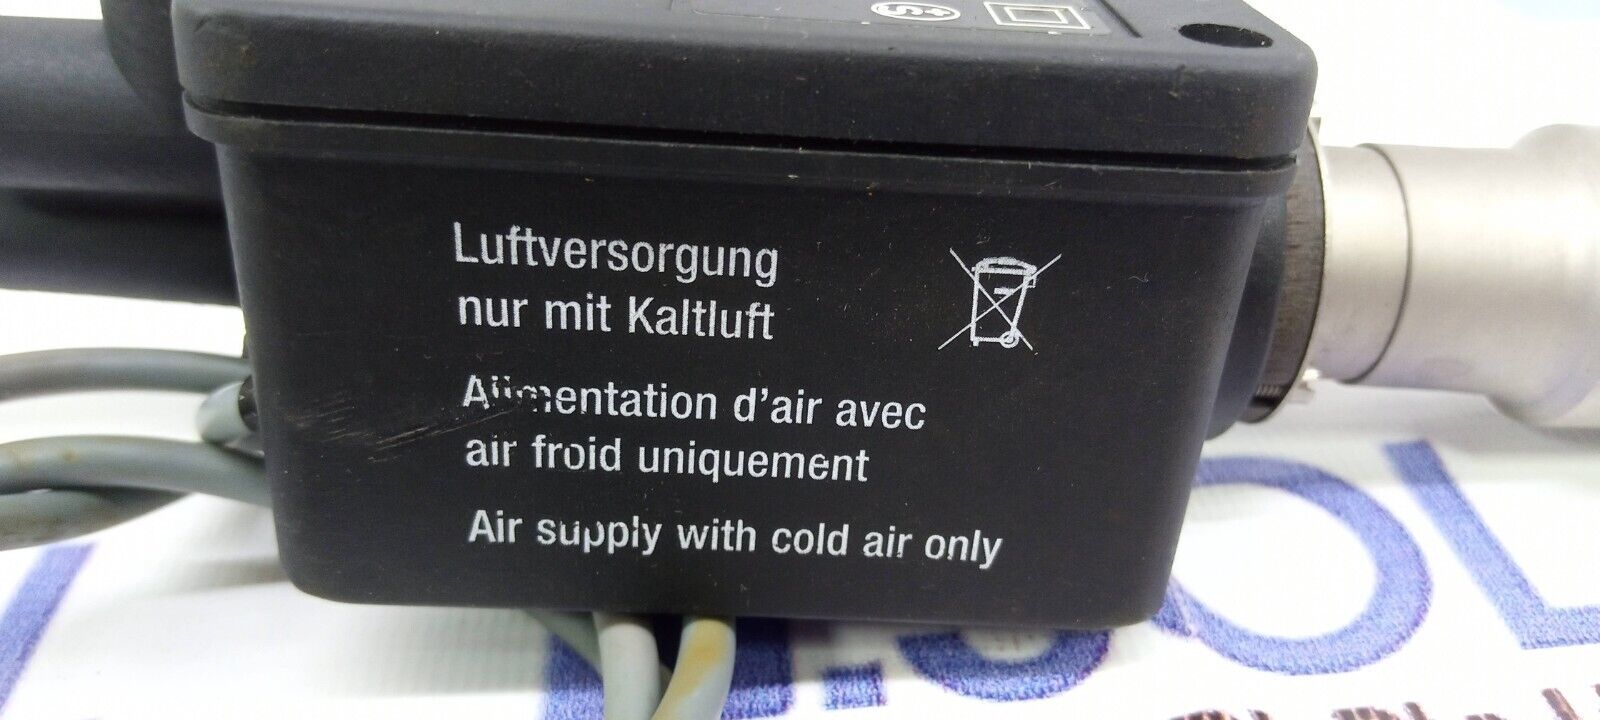 Luftversorgung
nur mit Kaltluft
Alimentation d'air avec
air froid uniquement
Air supply with cold air only